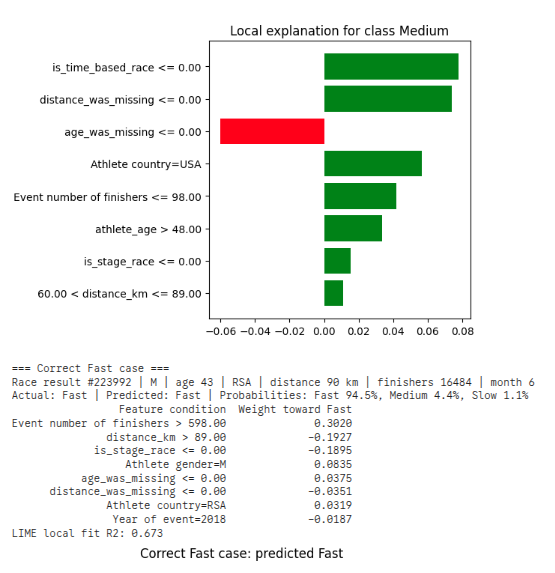 Local explanation for class Medium
is_time_based_race <= 0.00
distance_was_missing <= 0.00
age_was_missing <= 0.00
Athlete country=USA
Event number of finishers <= 98.00
athlete_age > 48.00
is_stage_race <= 0.00
60.00 < distance_km <= 89.00
−0.06 −0.04 −0.02 0.00 0.02 0.04 0.06 0.08
=== Correct Fast case ===
Race result #223992 | M | age 43 | RSA | distance 90 km | finishers 16484 | month 6
Actual: Fast | Predicted: Fast | Probabilities: Fast 94.5%, Medium 4.4%, Slow 1.1%
Feature condition Weight toward Fast
Event number of finishers > 598.00 0.3020
distance_km > 89.00 -0.1927
is_stage_race <= 0.00 -0.1895
Athlete gender=M 0.0835
age_was_missing <= 0.00 0.0375
distance_was_missing <= 0.00 -0.0351
Athlete country=RSA 0.0319
Year of event=2018 -0.0187
LIME local fit R2: 0.673
Correct Fast case: predicted Fast